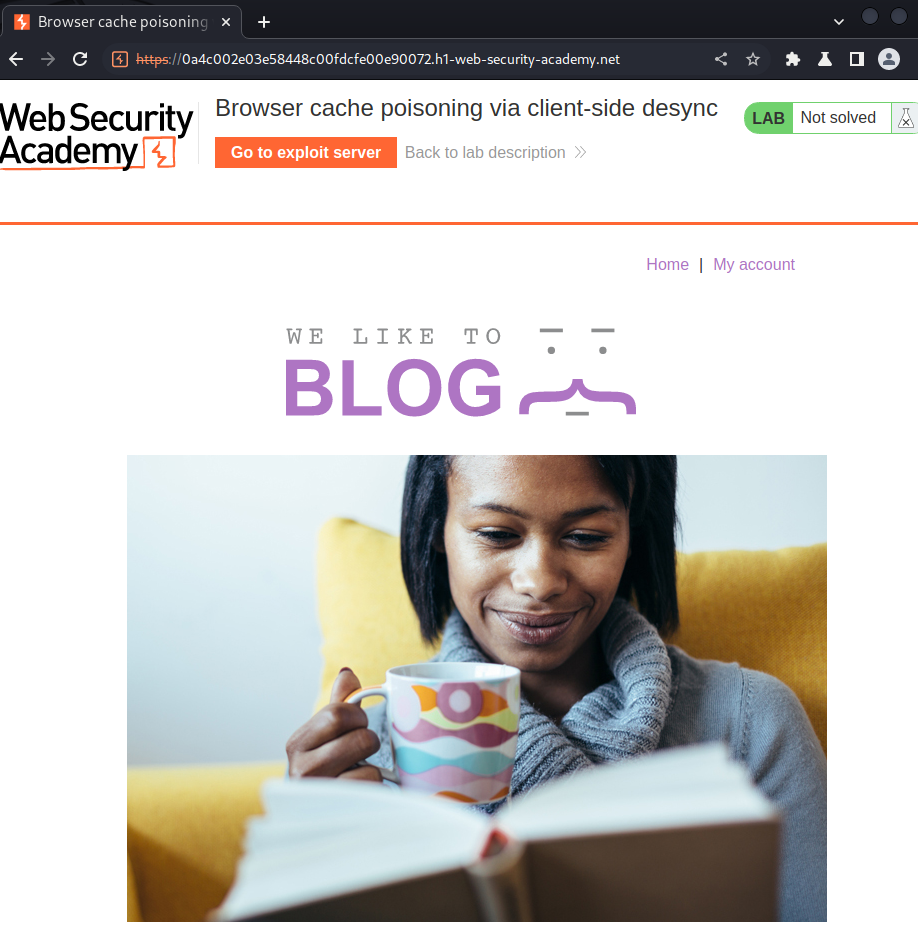 Browser cache poisoning
https://0a4c002e03e58448c00fdcfe00e90072.h1-web-security-academy.net
Web Security
Academy
Browser cache poisoning via client-side desync
LAB Not solved
Go to exploit server Back to lab description
Home | My account
WE LIKE TO
BLOG